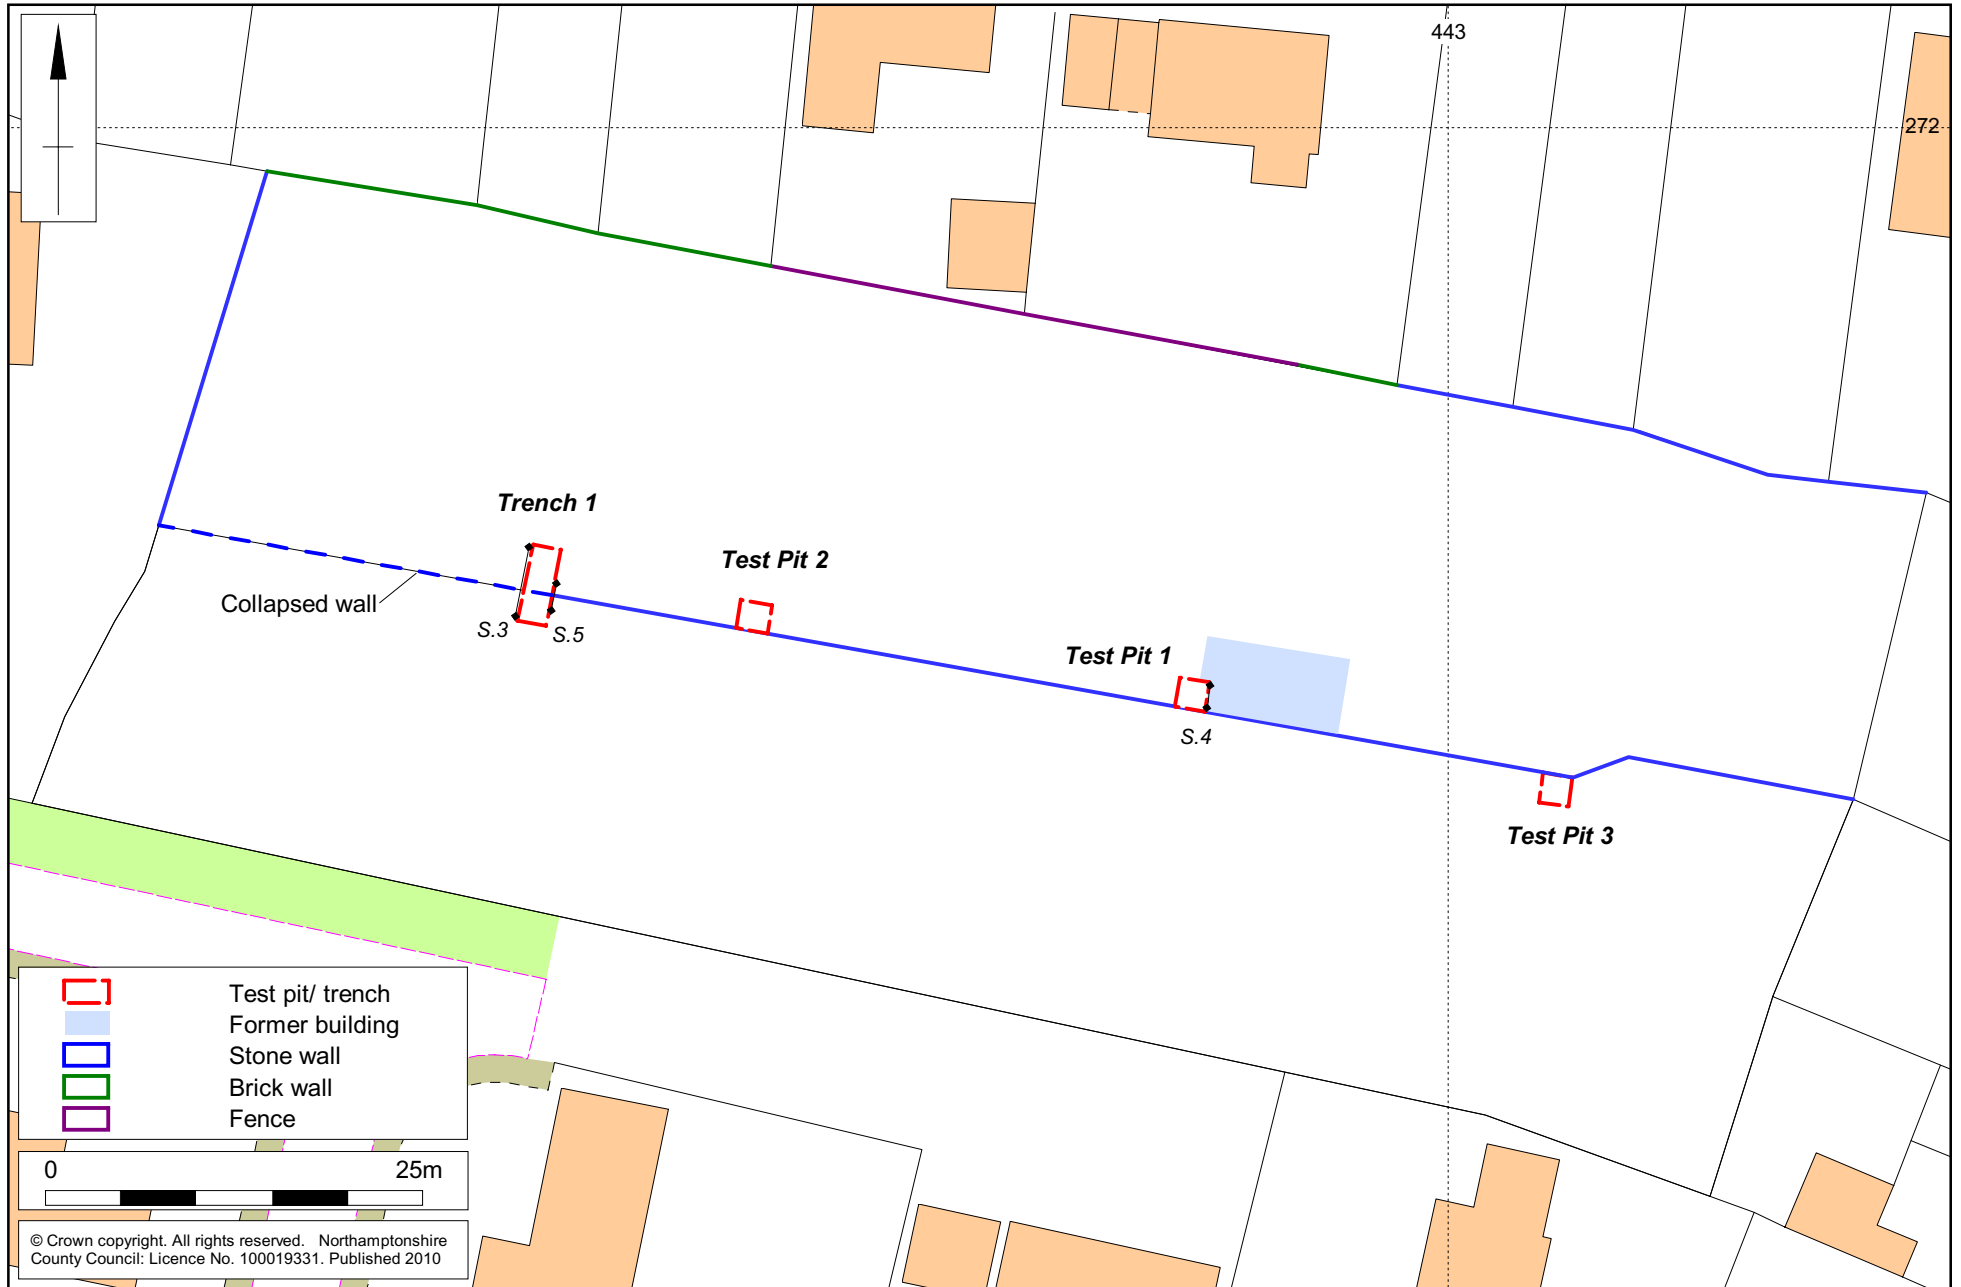 443
272
Trench 1
Test Pit 2
Collapsed wall
S.3
S.5
Test Pit 1
S.4
Test Pit 3
Test pit/ trench
Former building
Stone wall
Brick wall
Fence
0 25m
© Crown copyright. All rights reserved. Northamptonshire
County Council: Licence No. 100019331. Published 2010